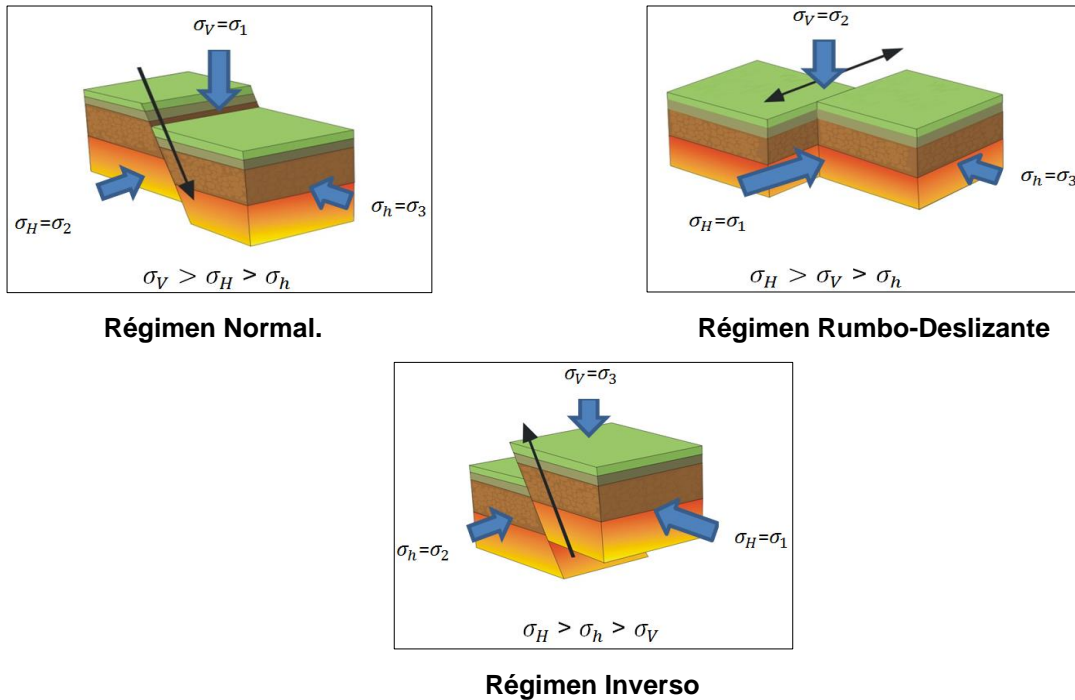 σV=σ1
σH=σ2
σh=σ3
σV > σH > σh
Régimen Normal.
σV=σ2
σH=σ1
σh=σ3
σH > σV > σh
Régimen Rumbo-Deslizante
σV=σ3
σh=σ2
σH=σ1
σH > σh > σV
Régimen Inverso